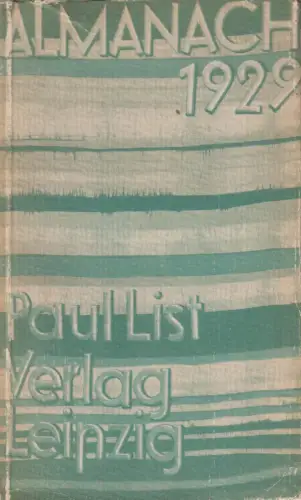 ALMANACH
1929
Paul List
Verlag
Leipzig